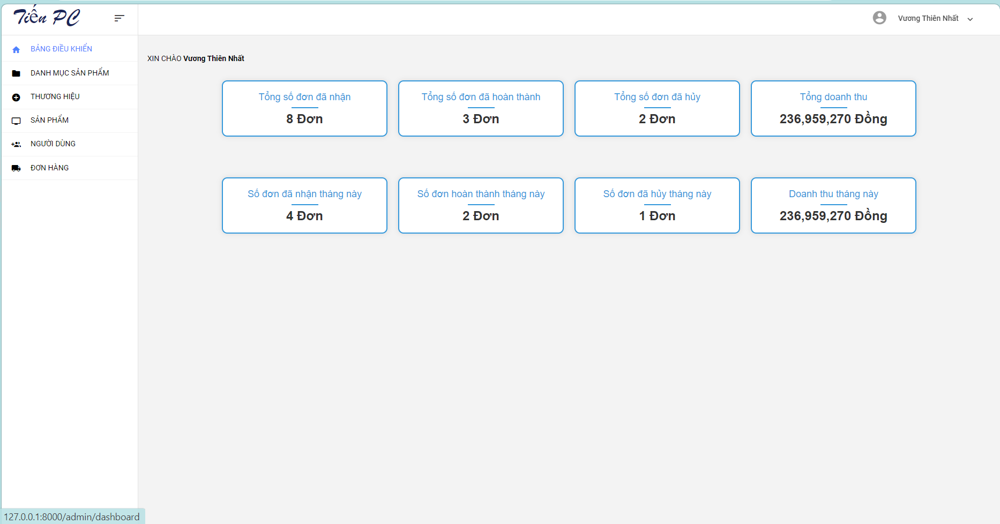 Tiến PC
Vương Thiên Nhất
BẢNG ĐIỀU KHIỂN
DANH MỤC SẢN PHẨM
THƯƠNG HIỆU
SẢN PHẨM
NGƯỜI DÙNG
ĐƠN HÀNG
XIN CHÀO Vương Thiên Nhất
Tổng số đơn đã nhận
8 Đơn
Tổng số đơn đã hoàn thành
3 Đơn
Tổng số đơn đã hủy
2 Đơn
Tổng doanh thu
236,959,270 Đồng
Số đơn đã nhận tháng này
4 Đơn
Số đơn hoàn thành tháng này
2 Đơn
Số đơn đã hủy tháng này
1 Đơn
Doanh thu tháng này
236,959,270 Đồng
127.0.0.1:8000/admin/dashboard